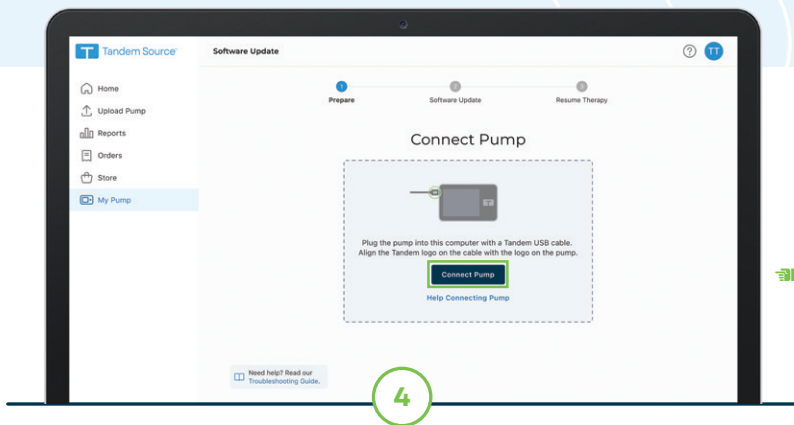 Tandem Source
Software Update
?
TT
Home
Upload Pump
Reports
Orders
Store
My Pump
1
Prepare
2
Software Update
3
Resume Therapy
Connect Pump
Plug the pump into this computer with a Tandem USB cable.
Align the Tandem logo on the cable with the logo on the pump.
Connect Pump
Help Connecting Pump
Need help? Read our
Troubleshooting Guide.
4